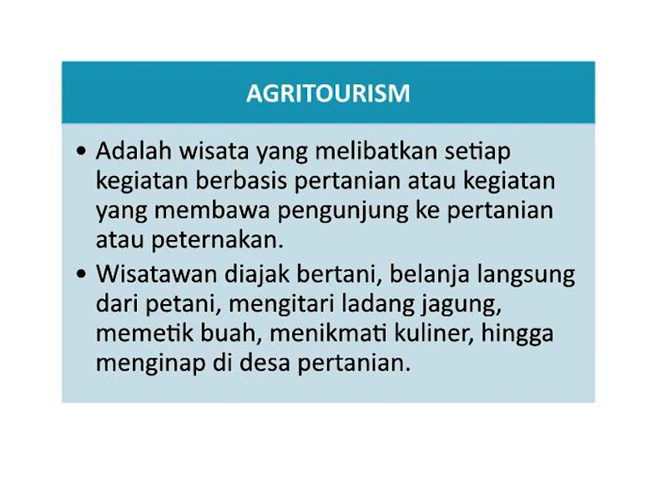 AGRITOURISM
• Adalah wisata yang melibatkan setiap
kegiatan berbasis pertanian atau kegiatan
yang membawa pengunjung ke pertanian
atau peternakan.
• Wisatawan diajak bertani, belanja langsung
dari petani, mengitari ladang jagung,
memetik buah, menikmati kuliner, hingga
menginap di desa pertanian.